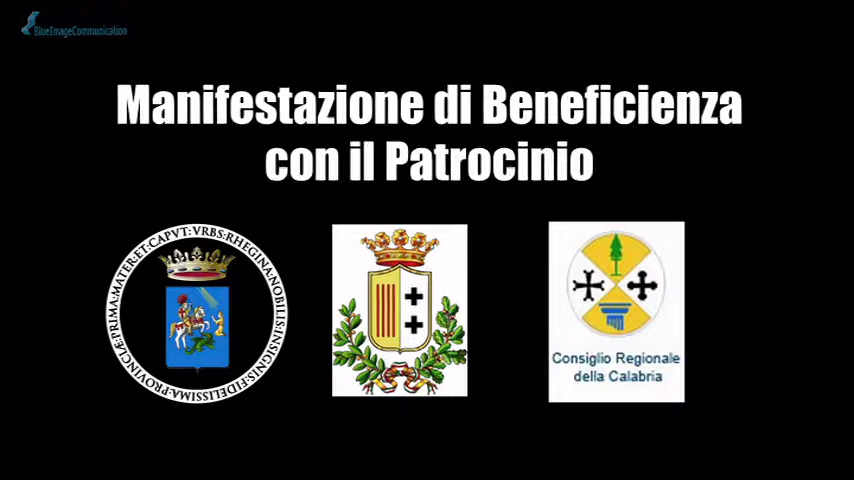 BlueImageCommunication
Manifestazione di Beneficienza
con il Patrocinio
PROVINCIÆ·PRIMA·MATER·ET·CAPVT:VRBS:RHEGINA:NOBILIS:INSIGNIS:FIDELISSIMA
Consiglio Regionale
della Calabria